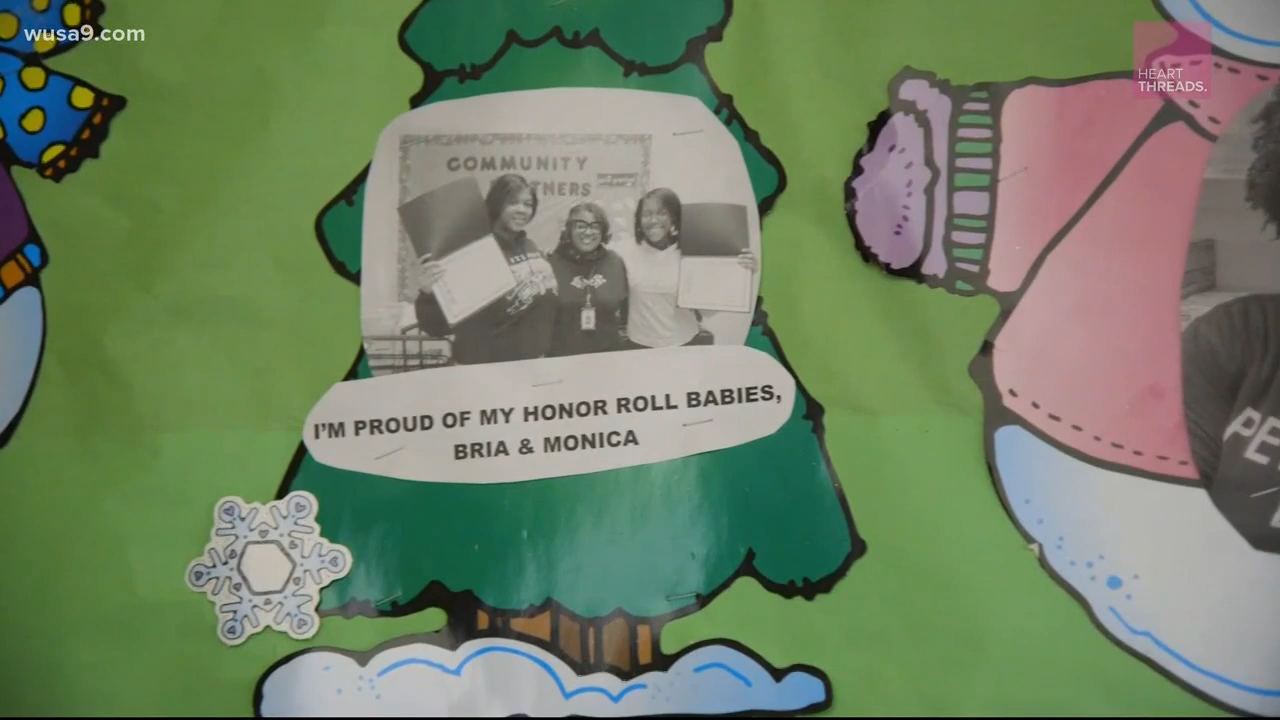 wusa9.com
HEART
THREADS.
COMMUNITY
I'M PROUD OF MY HONOR ROLL BABIES,
BRIA & MONICA